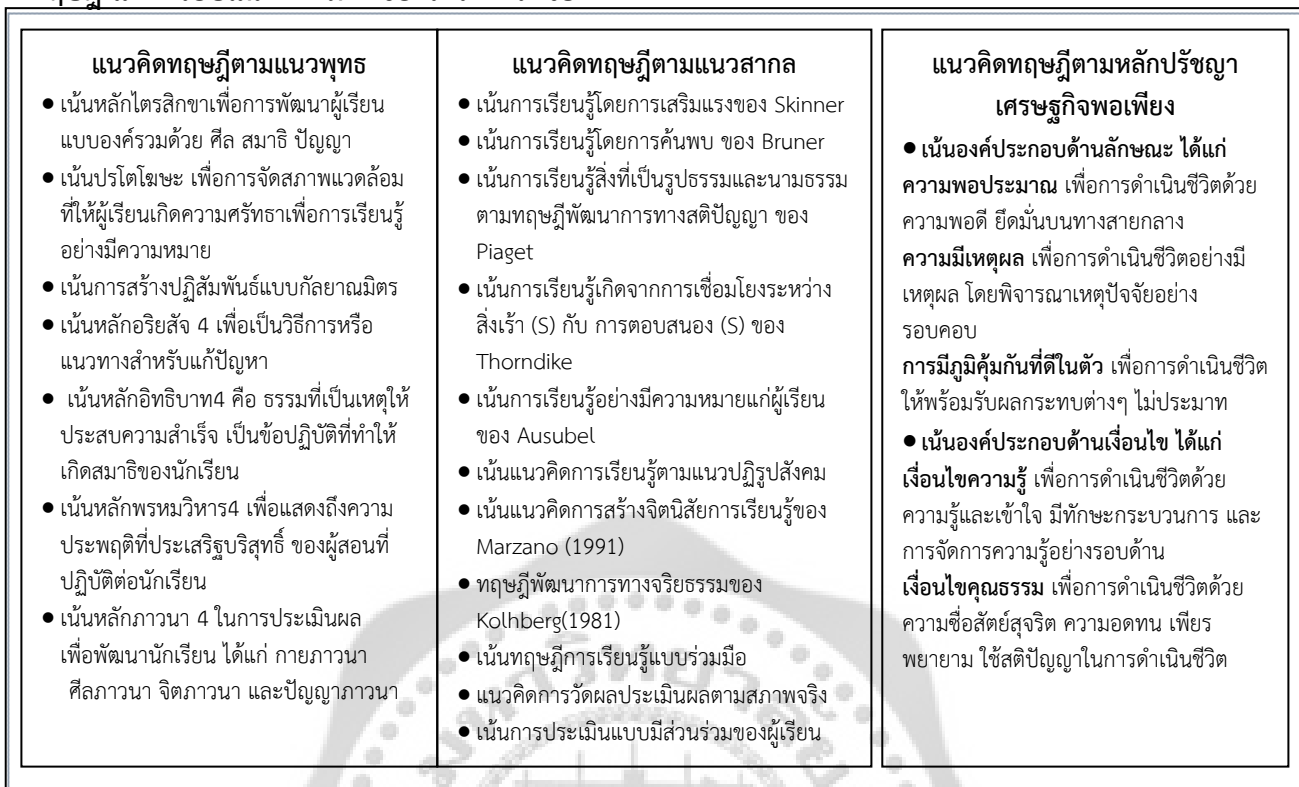 แนวคิดทฤษฎีตามแนวพุทธ
● เน้นหลักไตรสิกขาเพื่อการพัฒนาผู้เรียน
แบบองค์รวมด้วย ศีล สมาธิ ปัญญา
● เน้นปรโตโฆษะ เพื่อการจัดสภาพแวดล้อม
ที่ให้ผู้เรียนเกิดความศรัทธาเพื่อการเรียนรู้
อย่างมีความหมาย
● เน้นการสร้างปฏิสัมพันธ์แบบกัลยาณมิตร
● เน้นหลักอริยสัจ 4 เพื่อเป็นวิธีการหรือ
แนวทางสำหรับแก้ปัญหา
● เน้นหลักอิทธิบาท4 คือ ธรรมที่เป็นเหตุให้
ประสบความสำเร็จ เป็นข้อปฏิบัติที่ทำให้
เกิดสมาธิของนักเรียน
● เน้นหลักพรหมวิหาร4 เพื่อแสดงถึงความ
ประพฤติที่ประเสริฐบริสุทธิ์ ของผู้สอนที่
ปฏิบัติต่อนักเรียน
● เน้นหลักภาวนา 4 ในการประเมินผล
เพื่อพัฒนานักเรียน ได้แก่ กายภาวนา
ศีลภาวนา จิตภาวนา และปัญญาภาวนา
แนวคิดทฤษฎีตามแนวสากล
● เน้นการเรียนรู้โดยการเสริมแรงของ Skinner
● เน้นการเรียนรู้โดยการค้นพบ ของ Bruner
● เน้นการเรียนรู้สิ่งที่เป็นรูปธรรมและนามธรรม
ตามทฤษฎีพัฒนาการทางสติปัญญา ของ
Piaget
● เน้นการเรียนรู้เกิดจากการเชื่อมโยงระหว่าง
สิ่งเร้า (S) กับ การตอบสนอง (S) ของ
Thorndike
● เน้นการเรียนรู้อย่างมีความหมายแก่ผู้เรียน
ของ Ausubel
● เน้นแนวคิดการเรียนรู้ตามแนวปฏิรูปสังคม
● เน้นแนวคิดการสร้างจิตนิสัยการเรียนรู้ของ
Marzano (1991)
● ทฤษฎีพัฒนาการทางจริยธรรมของ
Kolhberg(1981)
● เน้นทฤษฎีการเรียนรู้แบบร่วมมือ
● แนวคิดการวัดผลประเมินผลตามสภาพจริง
● เน้นการประเมินแบบมีส่วนร่วมของผู้เรียน
แนวคิดทฤษฎีตามหลักปรัชญา
เศรษฐกิจพอเพียง
● เน้นองค์ประกอบด้านลักษณะ ได้แก่
ความพอประมาณ เพื่อการดำเนินชีวิตด้วย
ความพอดี ยึดมั่นบนทางสายกลาง
ความมีเหตุผล เพื่อการดำเนินชีวิตอย่างมี
เหตุผล โดยพิจารณาเหตุปัจจัยอย่าง
รอบคอบ
การมีภูมิคุ้มกันที่ดีในตัว เพื่อการดำเนินชีวิต
ให้พร้อมรับผลกระทบต่างๆ ไม่ประมาท
● เน้นองค์ประกอบด้านเงื่อนไข ได้แก่
เงื่อนไขความรู้ เพื่อการดำเนินชีวิตด้วย
ความรู้และเข้าใจ มีทักษะกระบวนการ และ
การจัดการความรู้อย่างรอบด้าน
เงื่อนไขคุณธรรม เพื่อการดำเนินชีวิตด้วย
ความซื่อสัตย์สุจริต ความอดทน เพียร
พยายาม ใช้สติปัญญาในการดำเนินชีวิต